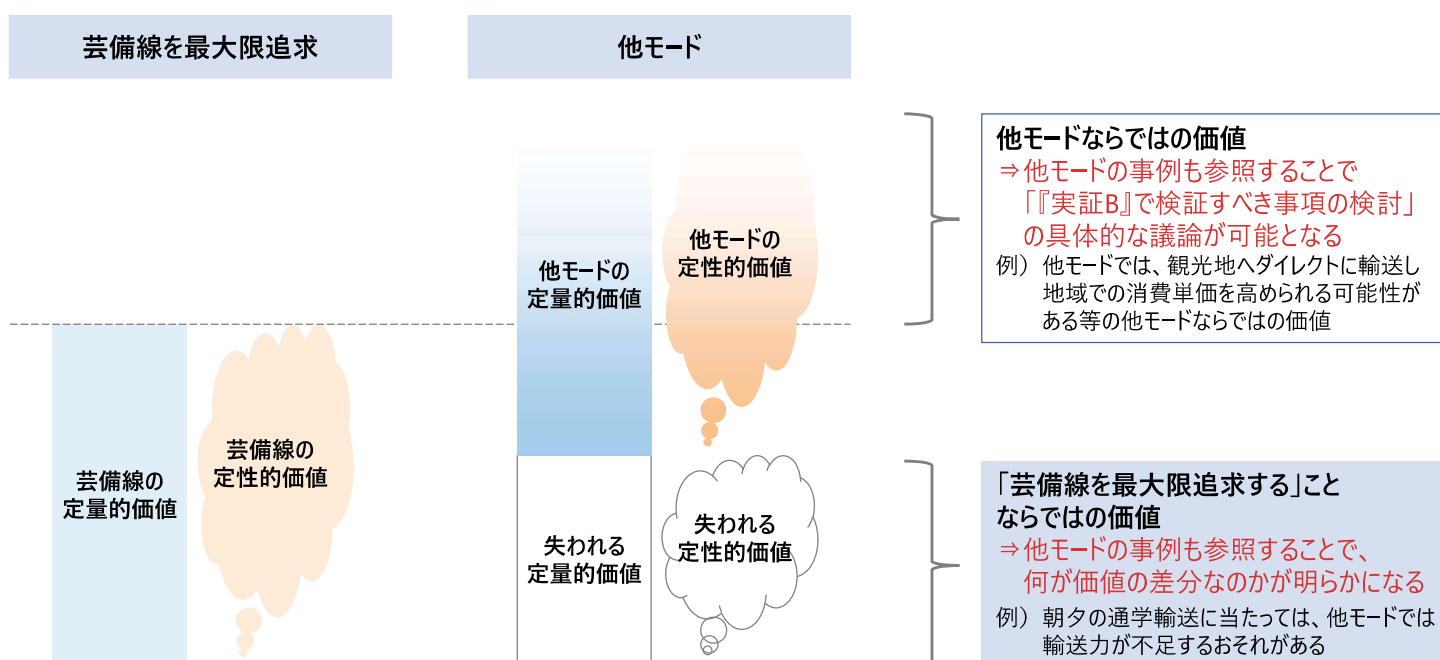 芸備線を最大限追求
他モード
芸備線の
定量的価値
芸備線の
定性的価値
他モードの
定量的価値
他モードの
定性的価値
失われる
定量的価値
失われる
定性的価値
他モードならではの価値
⇒他モードの事例も参照することで
「『実証B』で検証すべき事項の検討」
の具体的な議論が可能となる
例）他モードでは、観光地へダイレクトに輸送し
地域での消費単価を高められる可能性が
ある等の他モードならではの価値
「芸備線を最大限追求する」こと
ならではの価値
⇒他モードの事例も参照することで、
何が価値の差分なのかが明らかになる
例）朝夕の通学輸送に当たっては、他モードでは
輸送力が不足するおそれがある